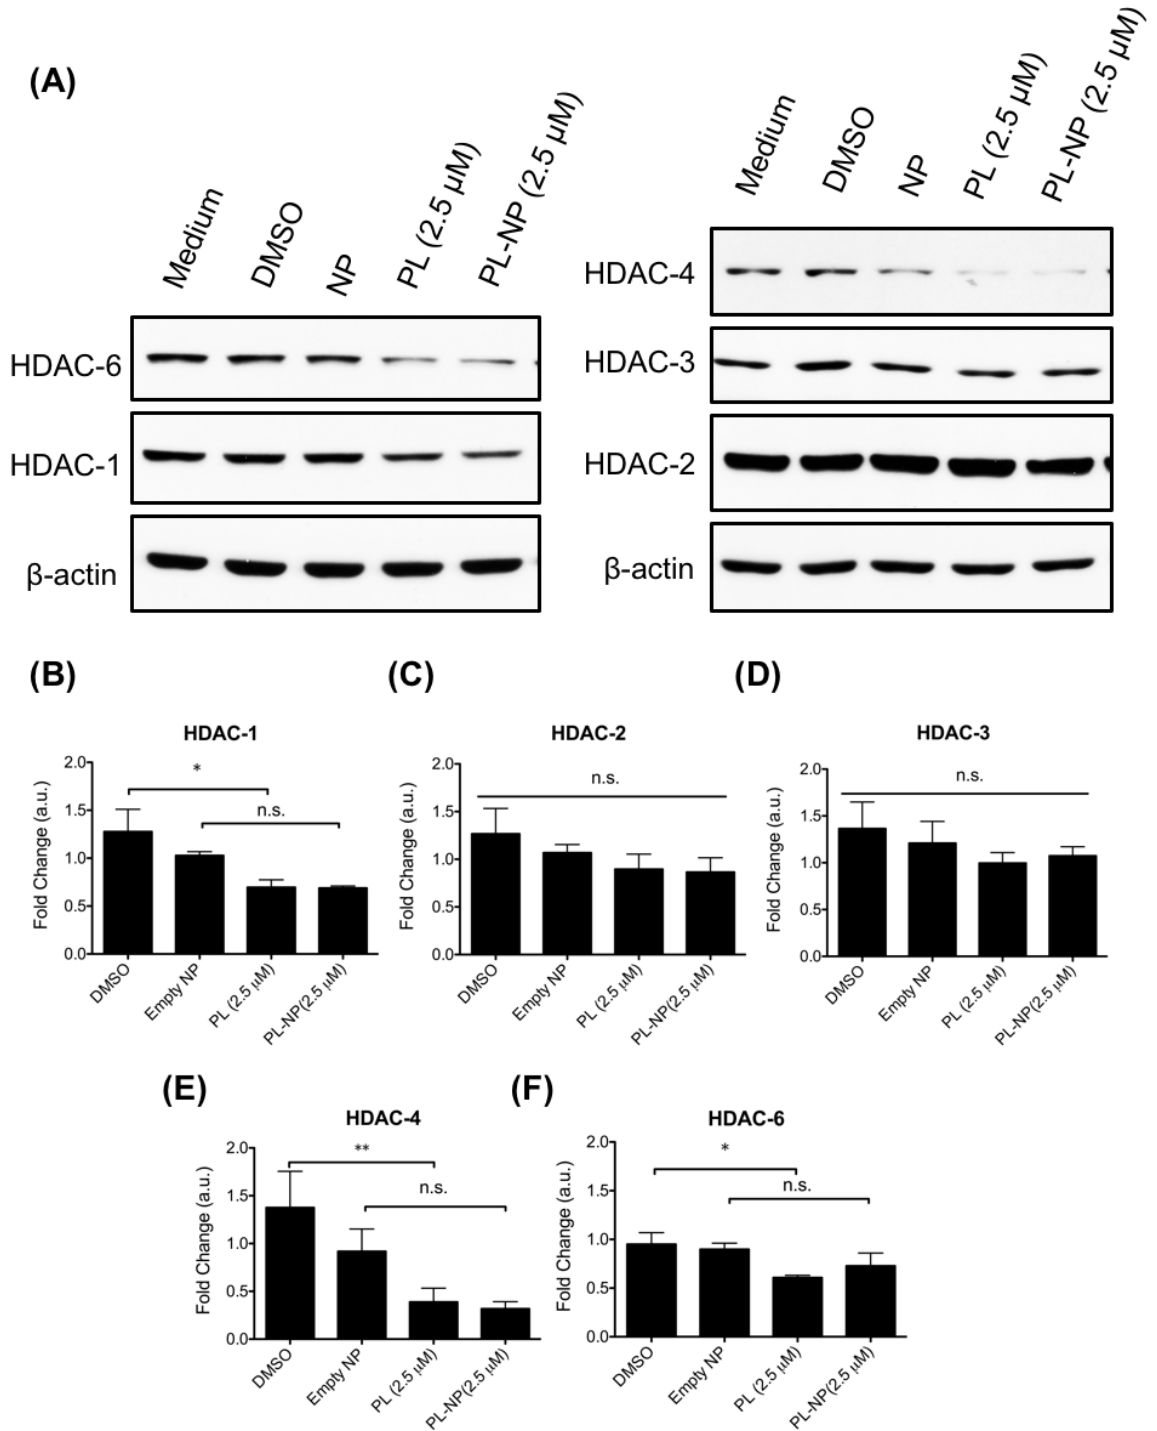 (A)
Medium
DMSO
NP
PL (2.5 μM)
PL-NP (2.5 μM)
HDAC-6
HDAC-1
β-actin
Medium
DMSO
NP
PL (2.5 μM)
PL-NP (2.5 μM)
HDAC-4
HDAC-3
HDAC-2
β-actin
(B)
HDAC-1
Fold Change (a.u.)
2.0
1.5
1.0
0.5
0.0
*
n.s.
DMSO
Empty NP
PL (2.5 μM)
PL-NP(2.5 μM)
(C)
HDAC-2
Fold Change (a.u.)
2.0
1.5
1.0
0.5
0.0
n.s.
DMSO
Empty NP
PL (2.5 μM)
PL-NP(2.5 μM)
(D)
HDAC-3
Fold Change (a.u.)
2.0
1.5
1.0
0.5
0.0
n.s.
DMSO
Empty NP
PL (2.5 μM)
PL-NP(2.5 μM)
(E)
HDAC-4
Fold Change (a.u.)
2.0
1.5
1.0
0.5
0.0
**
n.s.
DMSO
Empty NP
PL (2.5 μM)
PL-NP(2.5 μM)
(F)
HDAC-6
Fold Change (a.u.)
2.0
1.5
1.0
0.5
0.0
*
n.s.
DMSO
Empty NP
PL (2.5 μM)
PL-NP(2.5 μM)